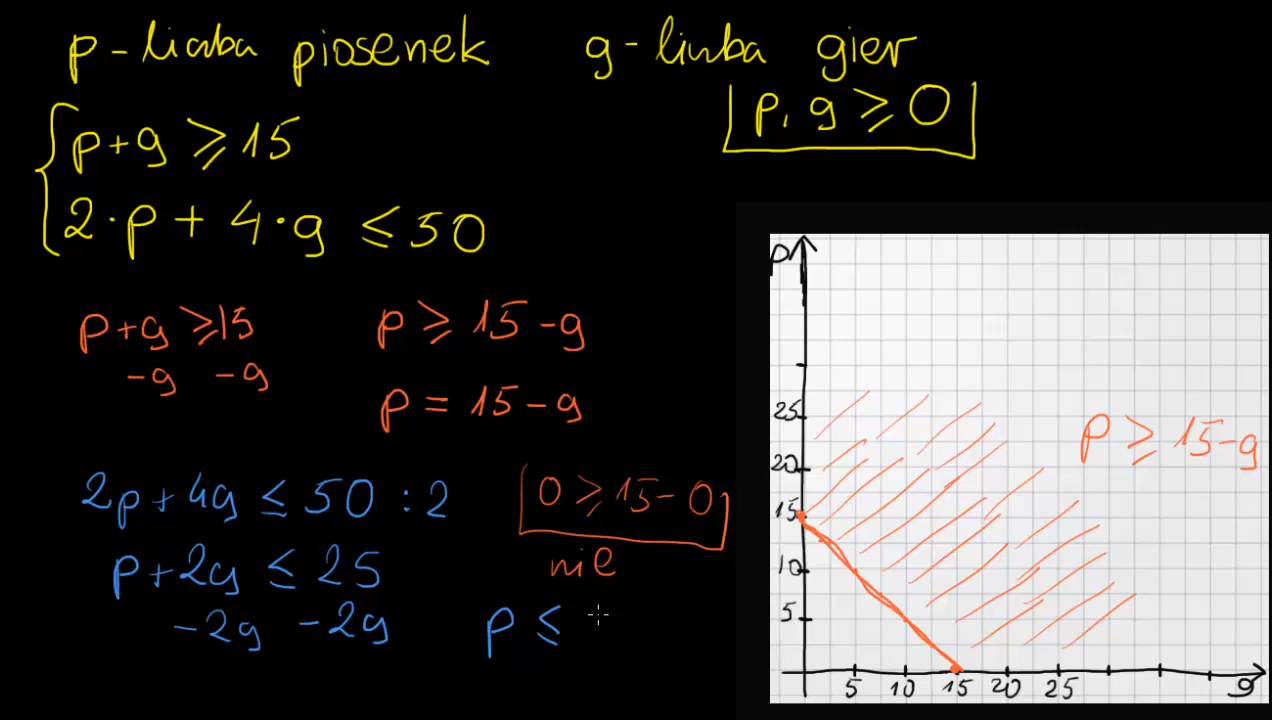 p - liczba piosenek g - liczba gier
p, g ≥ 0
p + g ≥ 15
2 · p + 4 · g ≤ 50
p + g ≥ 15 p ≥ 15 - g
-g -g
p = 15 - g
2p + 4g ≤ 50 : 2 0 ≥ 15 - 0
nie
p + 2g ≤ 25
-2g -2g p ≤
p
25
20
15
10
5
5 10 15 20 25 g
p ≥ 15 - g